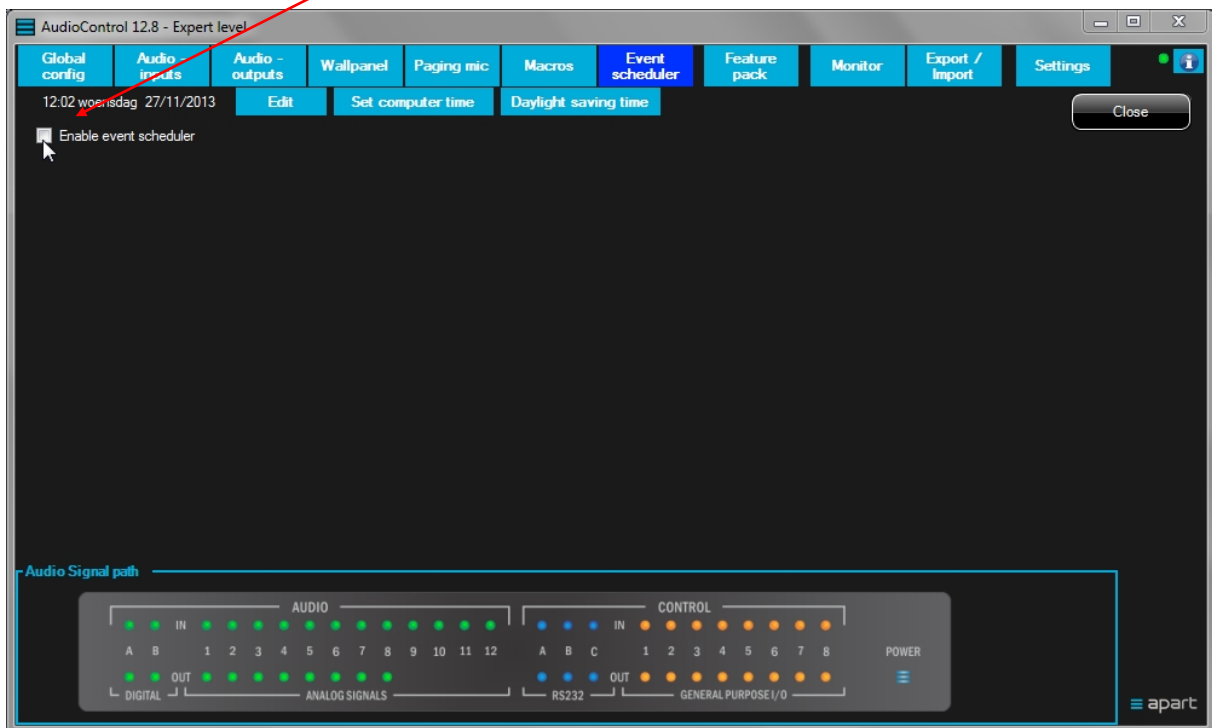 AudioControl 12.8 - Expert level
Global config
Audio - inputs
Audio - outputs
Wallpanel
Paging mic
Macros
Event scheduler
Feature pack
Monitor
Export / Import
Settings
12:02 woensdag 27/11/2013
Edit
Set computer time
Daylight saving time
Close
Enable event scheduler
Audio Signal path
AUDIO
CONTROL
IN
IN
A B 1 2 3 4 5 6 7 8 9 10 11 12 A B C 1 2 3 4 5 6 7 8 POWER
OUT
OUT
DIGITAL
ANALOG SIGNALS
RS232
GENERAL PURPOSE I/O
apart